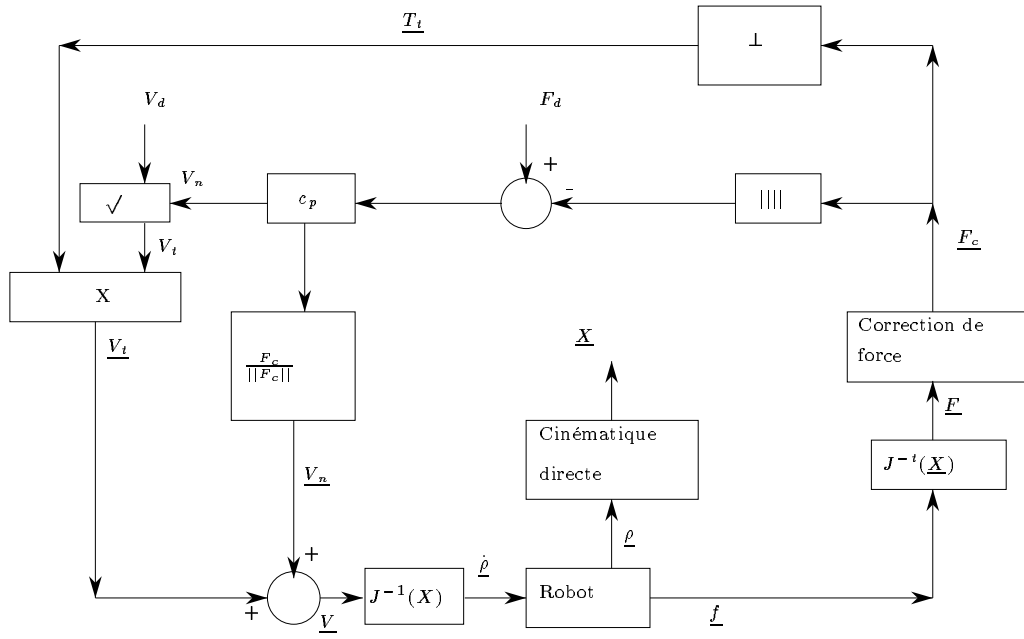 T_t
⊥
V_d
F_d
+
-
V_n
√
c_p
||||
V_t
F_c
X
V_t
F_c
||F_c||
Correction de
force
X
F
Cinématique
directe
J^{-t}(X)
V_n
ρ
+
ρ̇
J^{-1}(X)
Robot
+
V
f